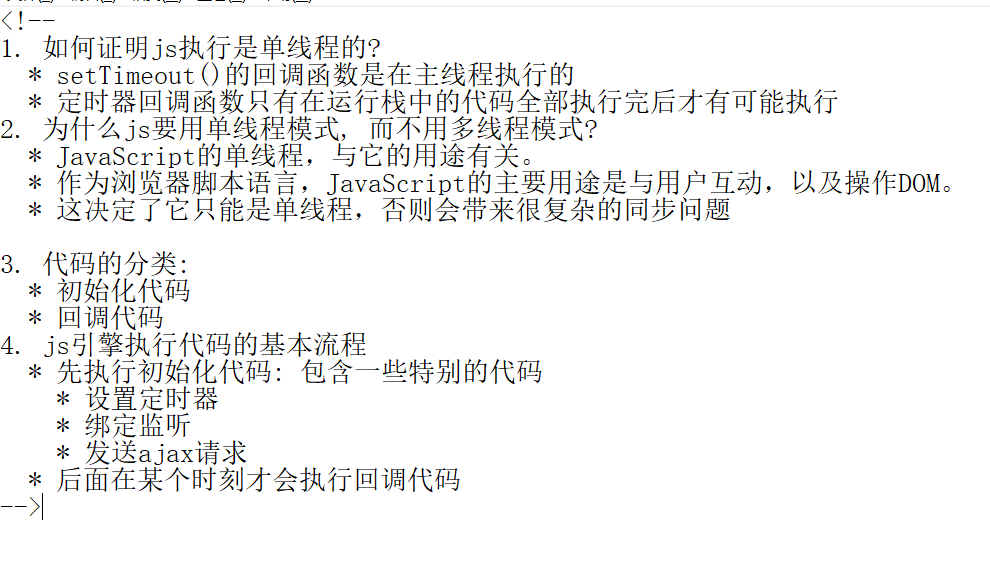 <!--
1. 如何证明js执行是单线程的?
  * setTimeout()的回调函数是在主线程执行的
  * 定时器回调函数只有在运行栈中的代码全部执行完后才有可能执行
2. 为什么js要用单线程模式, 而不用多线程模式?
  * JavaScript的单线程，与它的用途有关。
  * 作为浏览器脚本语言，JavaScript的主要用途是与用户互动，以及操作DOM。
  * 这决定了它只能是单线程，否则会带来很复杂的同步问题
3. 代码的分类:
  * 初始化代码
  * 回调代码
4. js引擎执行代码的基本流程
  * 先执行初始化代码: 包含一些特别的代码
    * 设置定时器
    * 绑定监听
    * 发送ajax请求
  * 后面在某个时刻才会执行回调代码
-->